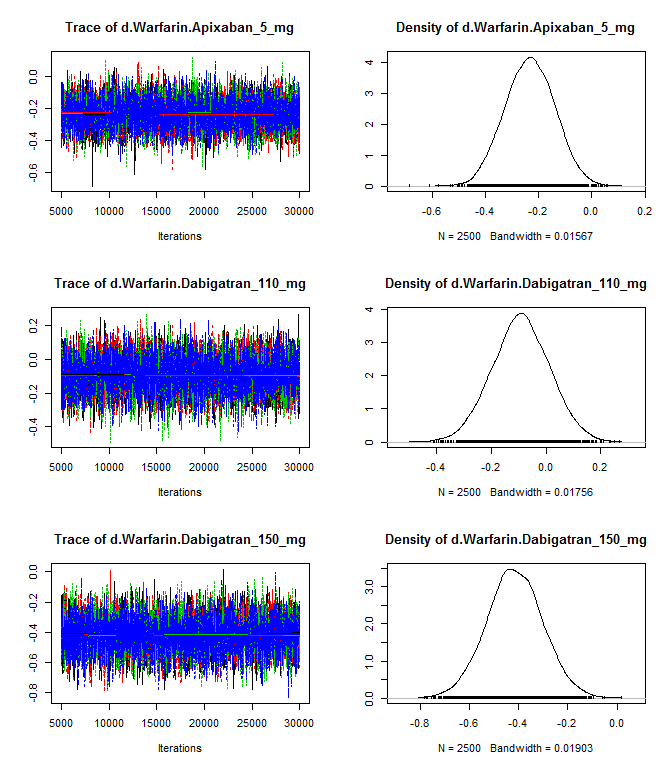 Trace of d.Warfarin.Apixaban_5_mg
0.0
-0.2
-0.4
-0.6
5000 10000 15000 20000 25000 30000
Iterations
Density of d.Warfarin.Apixaban_5_mg
4
3
2
1
0
-0.6 -0.4 -0.2 0.0 0.2
N = 2500 Bandwidth = 0.01567
Trace of d.Warfarin.Dabigatran_110_mg
0.2
0.0
-0.2
-0.4
5000 10000 15000 20000 25000 30000
Iterations
Density of d.Warfarin.Dabigatran_110_mg
4
3
2
1
0
-0.4 -0.2 0.0 0.2
N = 2500 Bandwidth = 0.01756
Trace of d.Warfarin.Dabigatran_150_mg
0.0
-0.2
-0.4
-0.6
-0.8
5000 10000 15000 20000 25000 30000
Iterations
Density of d.Warfarin.Dabigatran_150_mg
3.0
2.0
1.0
0.0
-0.8 -0.6 -0.4 -0.2 0.0
N = 2500 Bandwidth = 0.01903